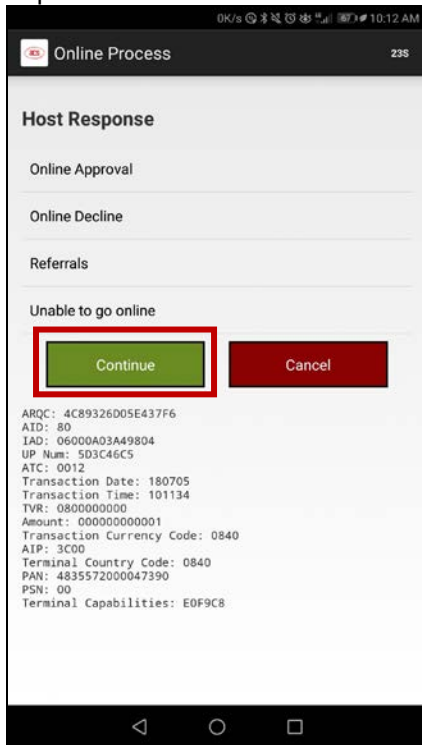 0K/s 10:12 AM
Online Process
23S
Host Response
Online Approval
Online Decline
Referrals
Unable to go online
Continue
Cancel
ARQC: 4C89326D05E437F6
AID: 80
IAD: 06000A03A49804
UP Num: 5D3C46C5
ATC: 0012
Transaction Date: 180705
Transaction Time: 101134
TVR: 0800000000
Amount: 000000000001
Transaction Currency Code: 0840
AIP: 3C00
Terminal Country Code: 0840
PAN: 4835572000047390
PSN: 00
Terminal Capabilities: E0F9C8